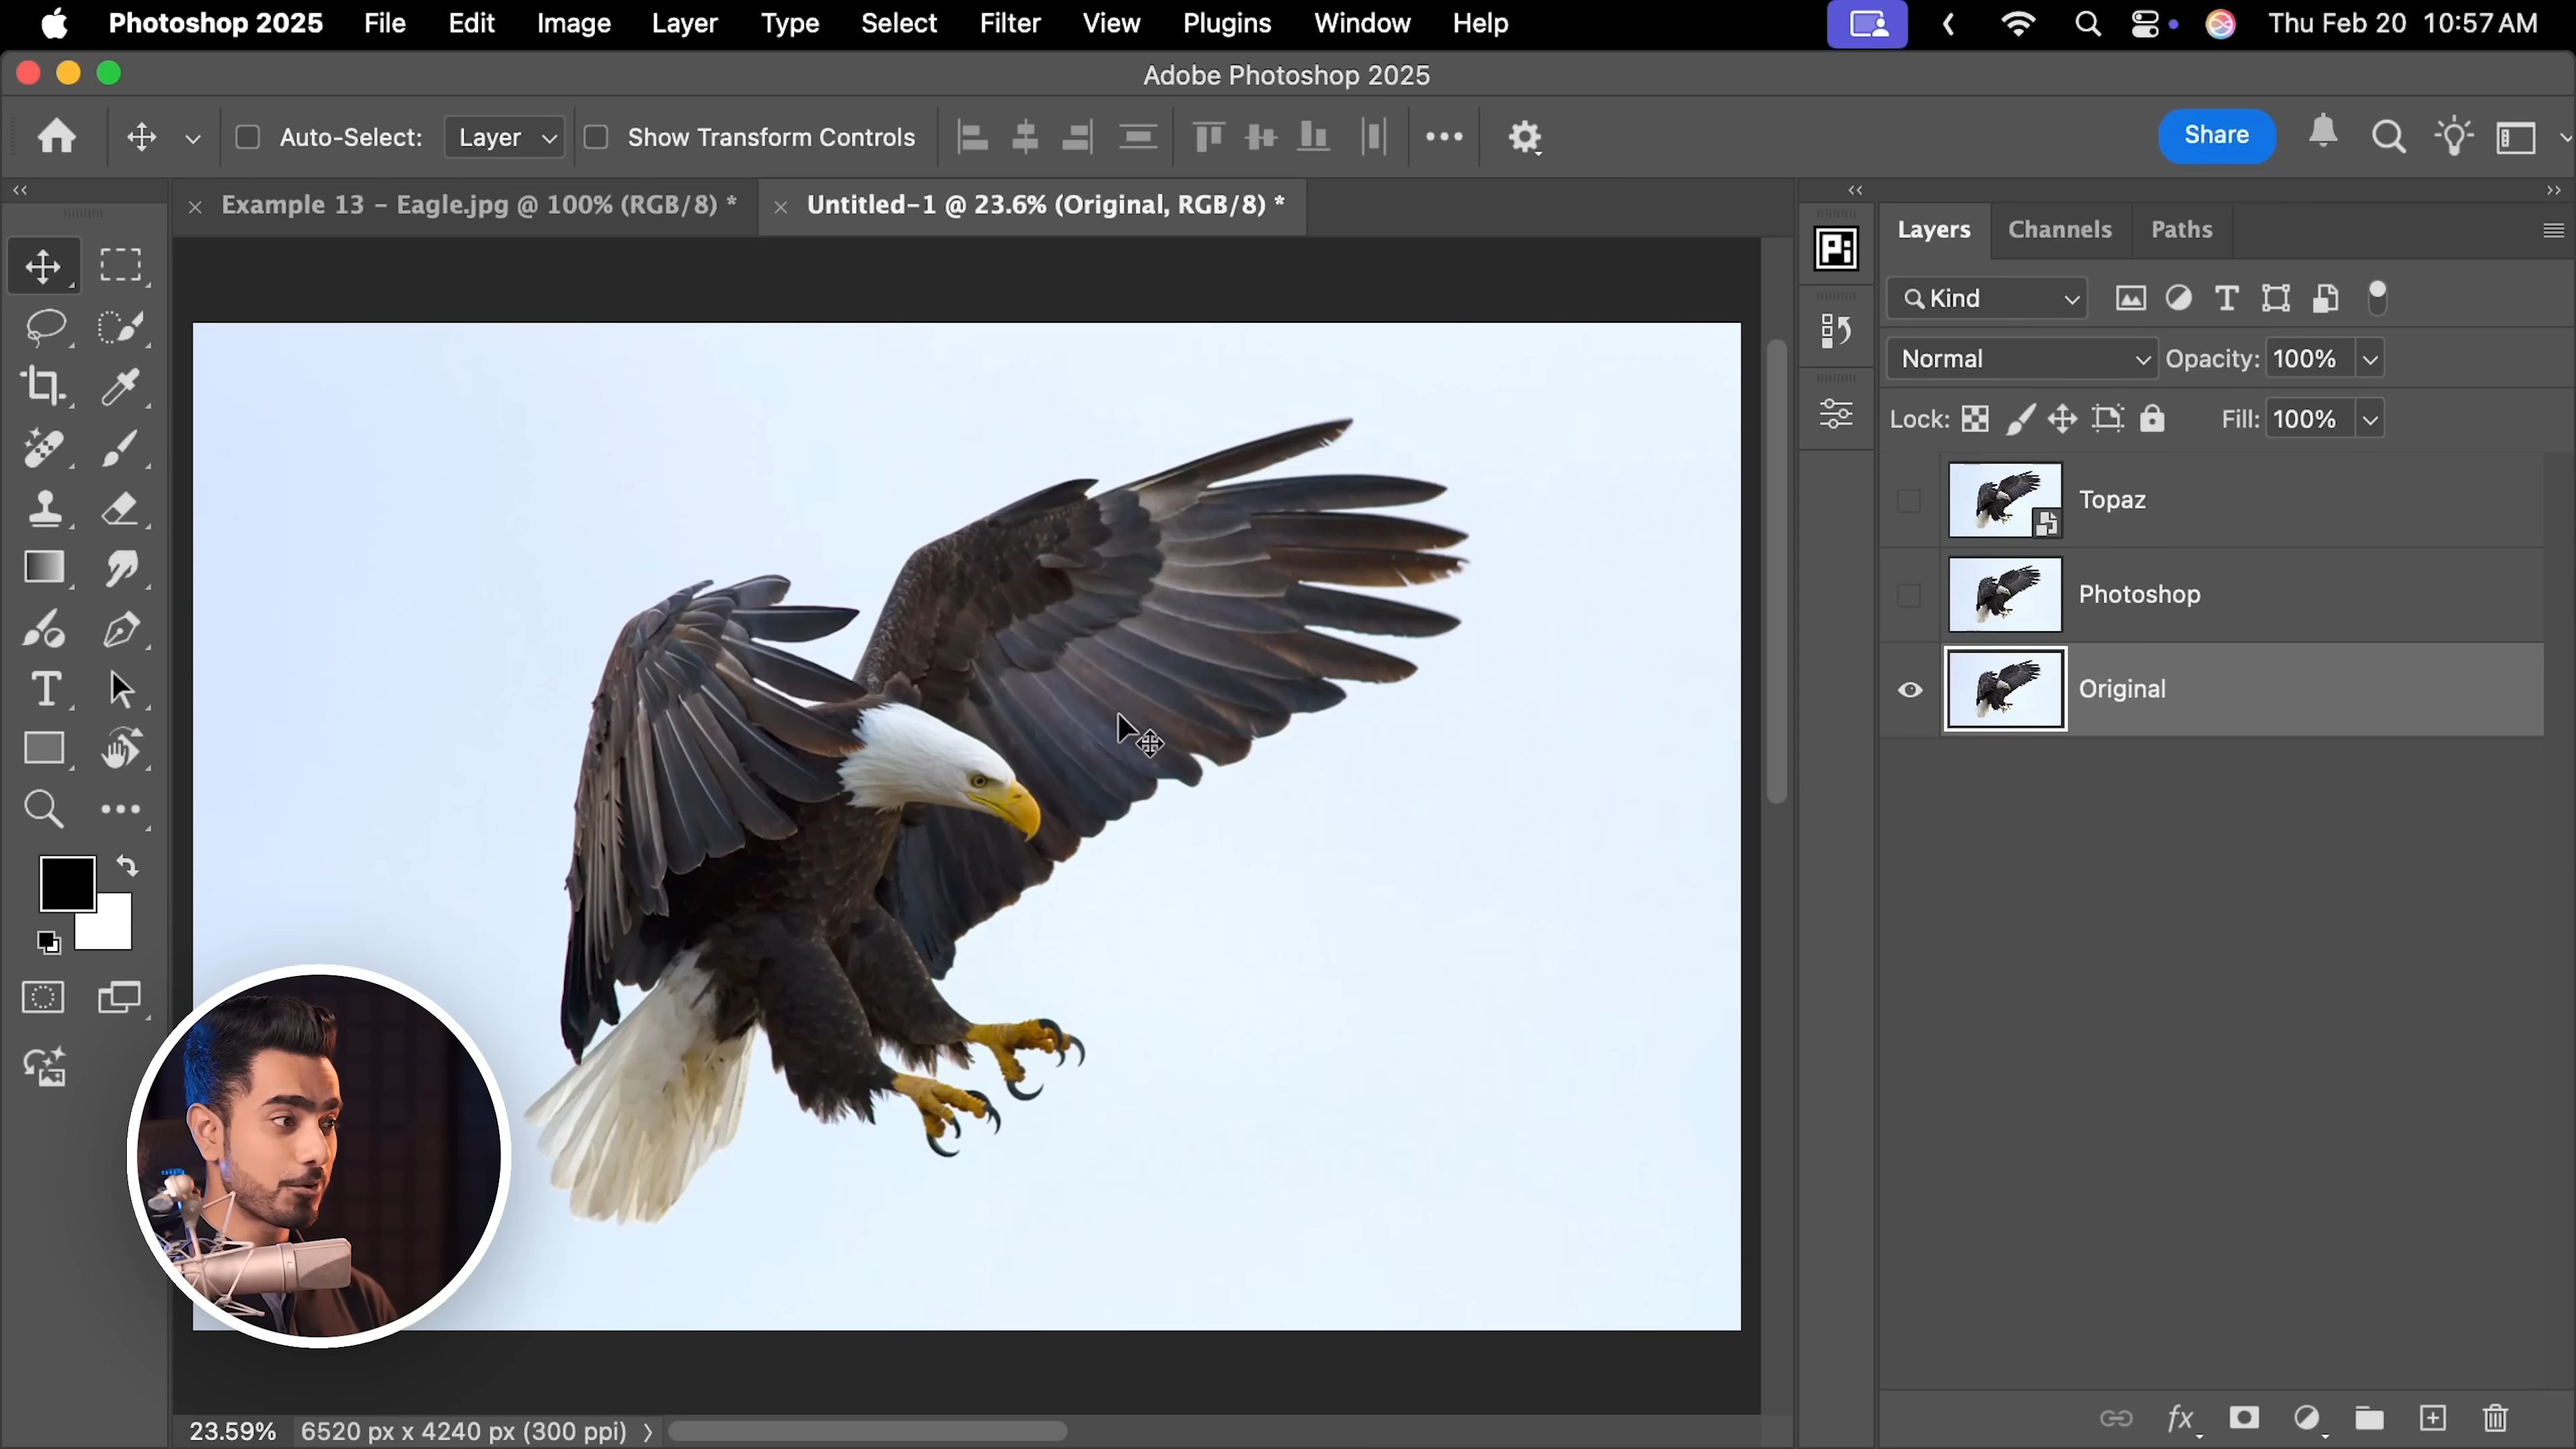 Photoshop 2025 File Edit Image Layer Type Select Filter View Plugins Window Help Thu Feb 20 10:57 AM
Adobe Photoshop 2025
Auto-Select: Layer Show Transform Controls Share
Example 13 – Eagle.jpg @ 100% (RGB/8) * Untitled-1 @ 23.6% (Original, RGB/8) *
Layers Channels Paths
Pi
Kind
Normal Opacity: 100%
Lock: Fill: 100%
Topaz
Photoshop
Original
23.59% 6520 px x 4240 px (300 ppi)
fx